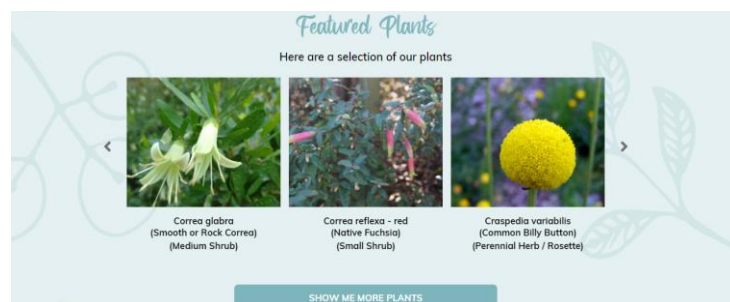 Featured Plants
Here are a selection of our plants
Correa glabra
(Smooth or Rock Correa)
(Medium Shrub)
Correa reflexa - red
(Native Fuchsia)
(Small Shrub)
Craspedia variabilis
(Common Billy Button)
(Perennial Herb / Rosette)
SHOW ME MORE PLANTS